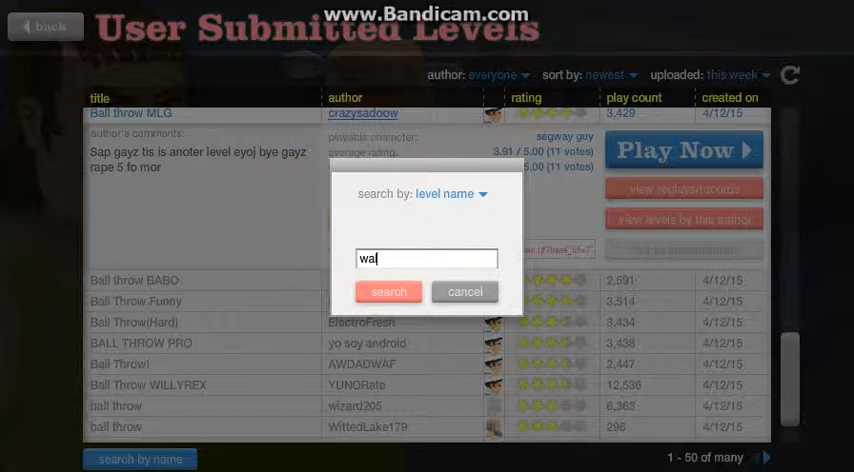 www.Bandicam.com
back
User Submitted Levels
author: everyone sort by: newest uploaded: this week
title author rating play count created on
Ball throw MLG crazysadoow 3,429 4/12/15
author's comments:
Sap gayz tis is anoter level eyoj bye gayz
rape 5 fo mor
playable character: segway guy
average rating: 3.91 / 5.00 (11 votes)
5.00 (11 votes)
Play Now
view replays/records
view levels by this author
search by: level name
wal
search cancel
Ball throw BABO 2,591 4/12/15
Ball throw Funny 3,514 4/12/15
Ball Throw(Hard) ElectroFresh 3,434 4/12/15
BALL THROW PRO yo soy android 3,438 4/12/15
Ball Throw! AWDADWAF 2,447 4/12/15
Ball Throw WILLYREX YUNORate 12,536 4/12/15
ball throw wizard205 6,363 4/12/15
ball throw WittedLake179 296 4/12/15
search by name 1 - 50 of many